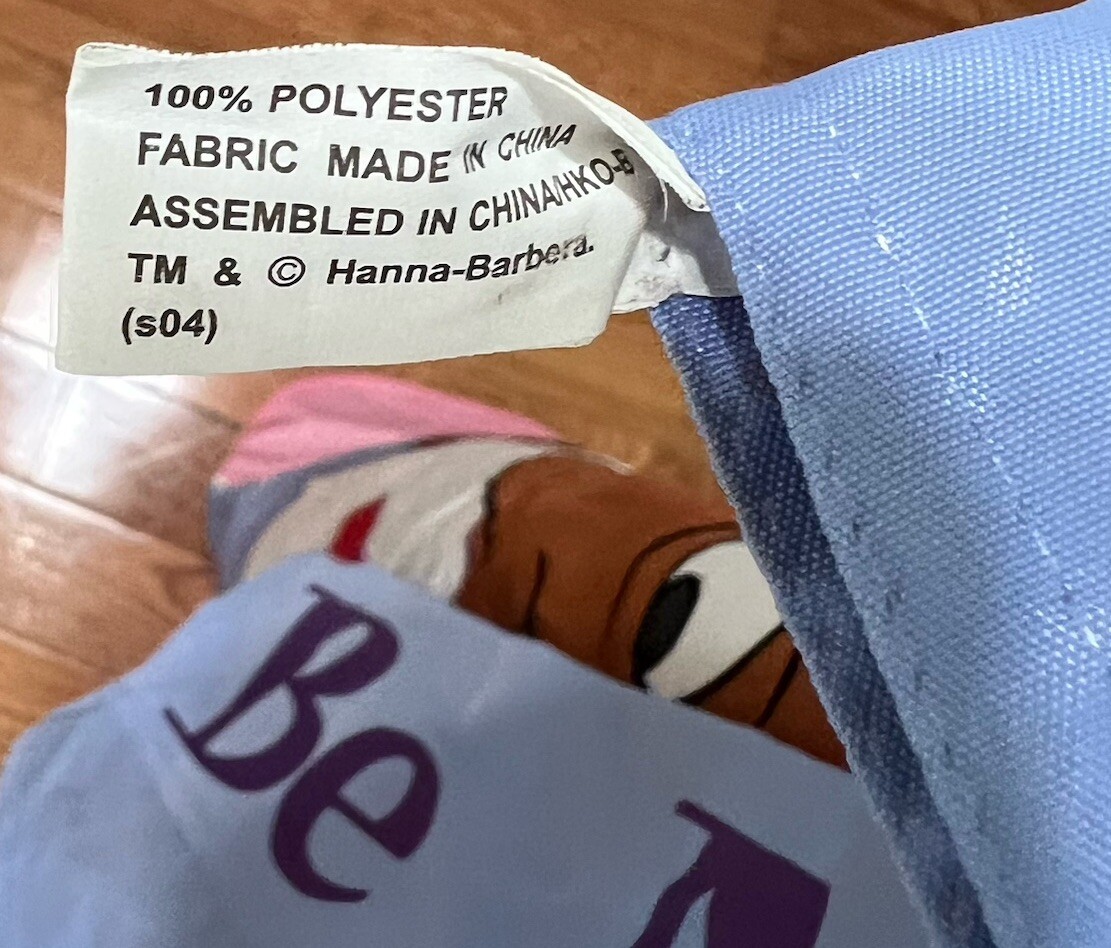 100% POLYESTER
FABRIC MADE IN CHINA
ASSEMBLED IN CHINA/HKO-B
TM & © Hanna-Barbera.
(s04)
Be